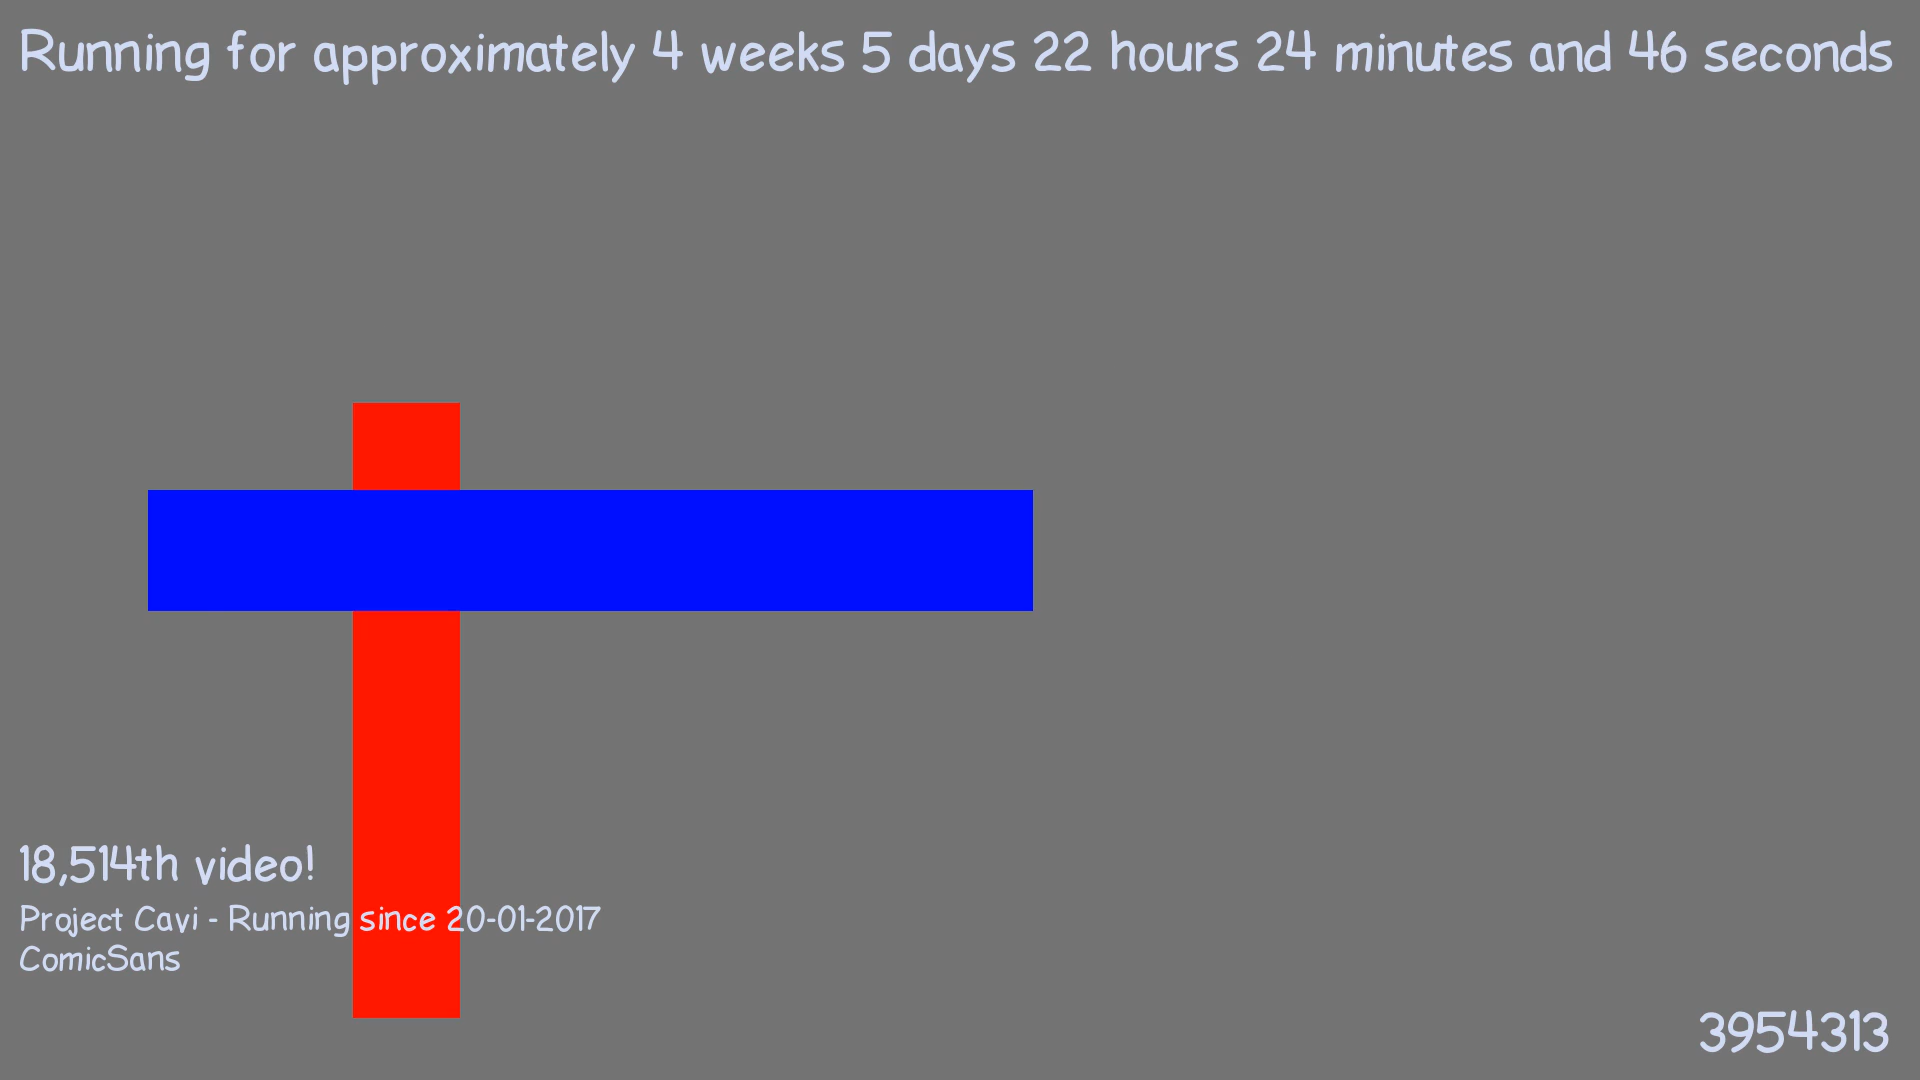 Running for approximately 4 weeks 5 days 22 hours 24 minutes and 46 seconds
18,514th video!
Project Cavi - Running since 20-01-2017
ComicSans
3954313